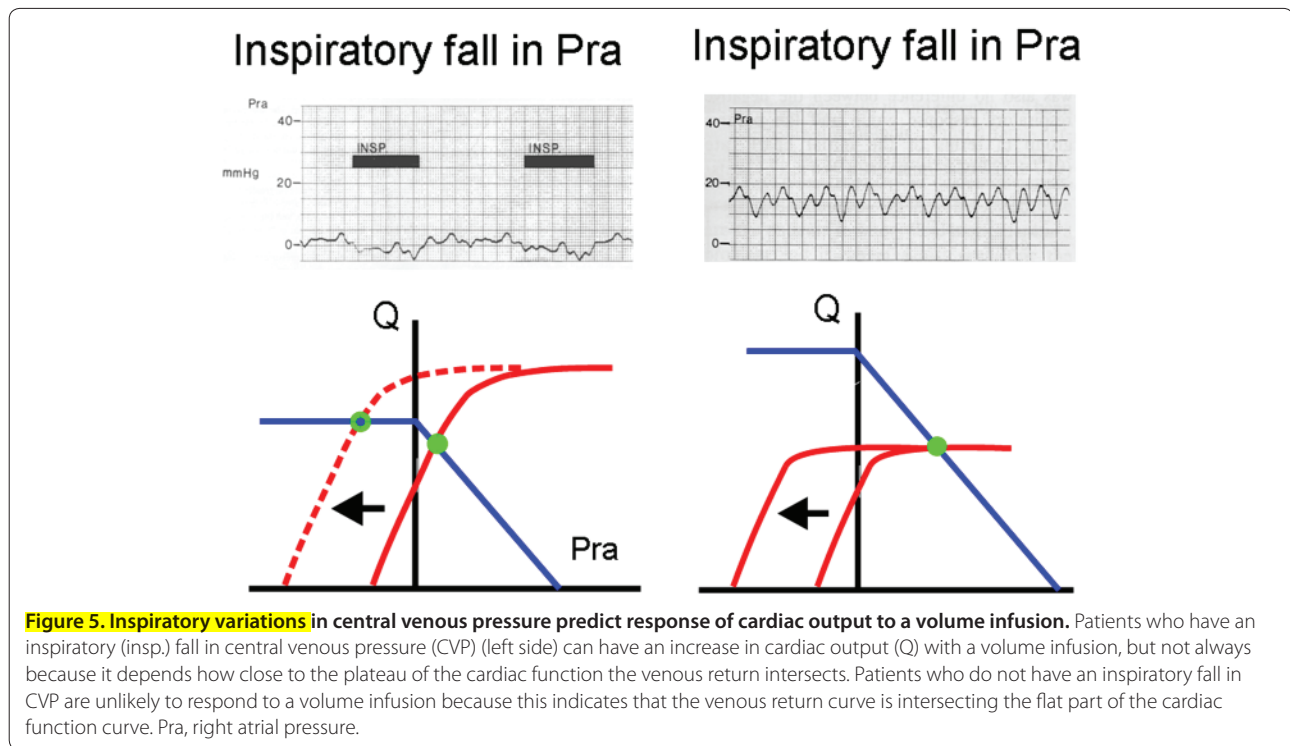 Inspiratory fall in Pra
Inspiratory fall in Pra
Pra
40
INSP.
INSP.
mmHg
20
0
40
Pra
20
0
Q
Pra
Q
Figure 5. Inspiratory variations in central venous pressure predict response of cardiac output to a volume infusion. Patients who have an
inspiratory (insp.) fall in central venous pressure (CVP) (left side) can have an increase in cardiac output (Q) with a volume infusion, but not always
because it depends how close to the plateau of the cardiac function the venous return intersects. Patients who do not have an inspiratory fall in
CVP are unlikely to respond to a volume infusion because this indicates that the venous return curve is intersecting the flat part of the cardiac
function curve. Pra, right atrial pressure.